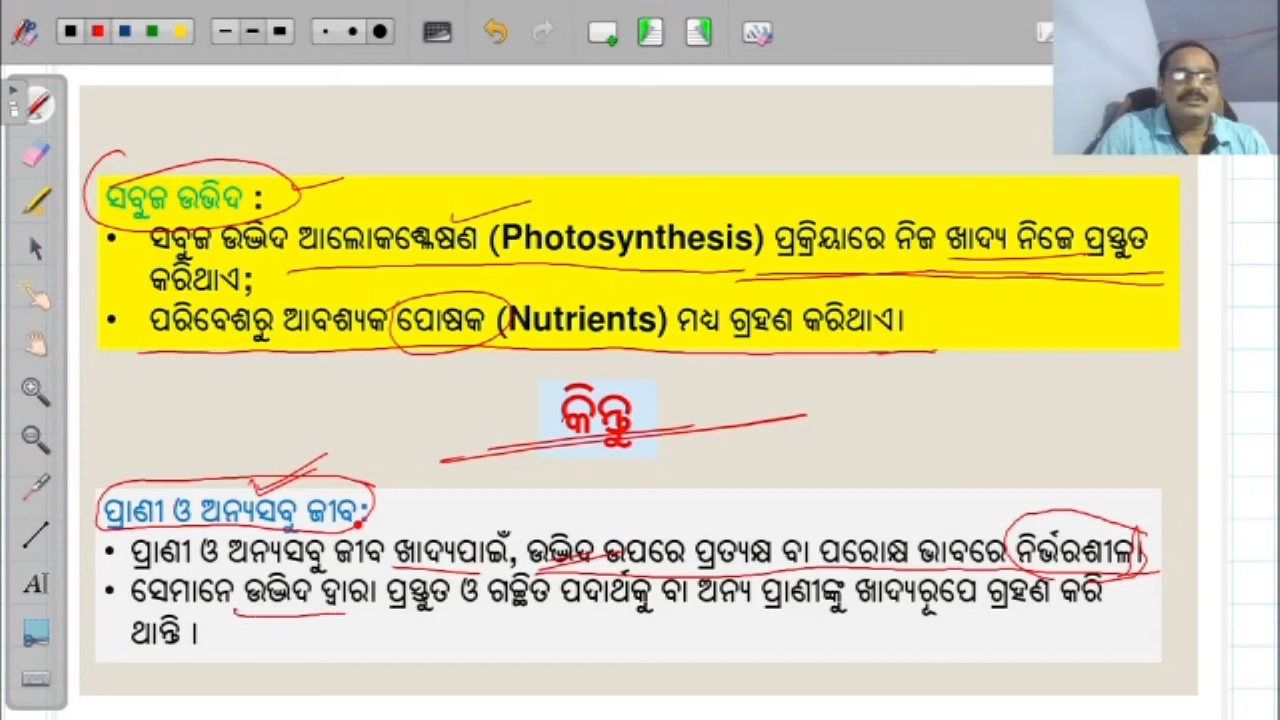 ସବୁଜ ଉଦ୍ଭିଦ :
• ସବୁଜ ଉଦ୍ଭିଦ ଆଲୋକଶ୍ଳେଷଣ (Photosynthesis) ପ୍ରକ୍ରିୟାରେ ନିଜ ଖାଦ୍ୟ ନିଜେ ପ୍ରସ୍ତୁତ
କରିଥାଏ;
• ପରିବେଶରୁ ଆବଶ୍ୟକ ପୋଷକ (Nutrients) ମଧ୍ୟ ଗ୍ରହଣ କରିଥାଏ।
କିନ୍ତୁ
ପ୍ରାଣୀ ଓ ଅନ୍ୟସବୁ ଜୀବ:
• ପ୍ରାଣୀ ଓ ଅନ୍ୟସବୁ ଜୀବ ଖାଦ୍ୟପାଇଁ, ଉଦ୍ଭିଦ ଉପରେ ପ୍ରତ୍ୟକ୍ଷ ବା ପରୋକ୍ଷ ଭାବରେ ନିର୍ଭରଶୀଳ।
• ସେମାନେ ଉଦ୍ଭିଦ ଦ୍ୱାରା ପ୍ରସ୍ତୁତ ଓ ଗଚ୍ଛିତ ପଦାର୍ଥକୁ ବା ଅନ୍ୟ ପ୍ରାଣୀଙ୍କୁ ଖାଦ୍ୟରୂପେ ଗ୍ରହଣ କରି
ଥାନ୍ତି ।